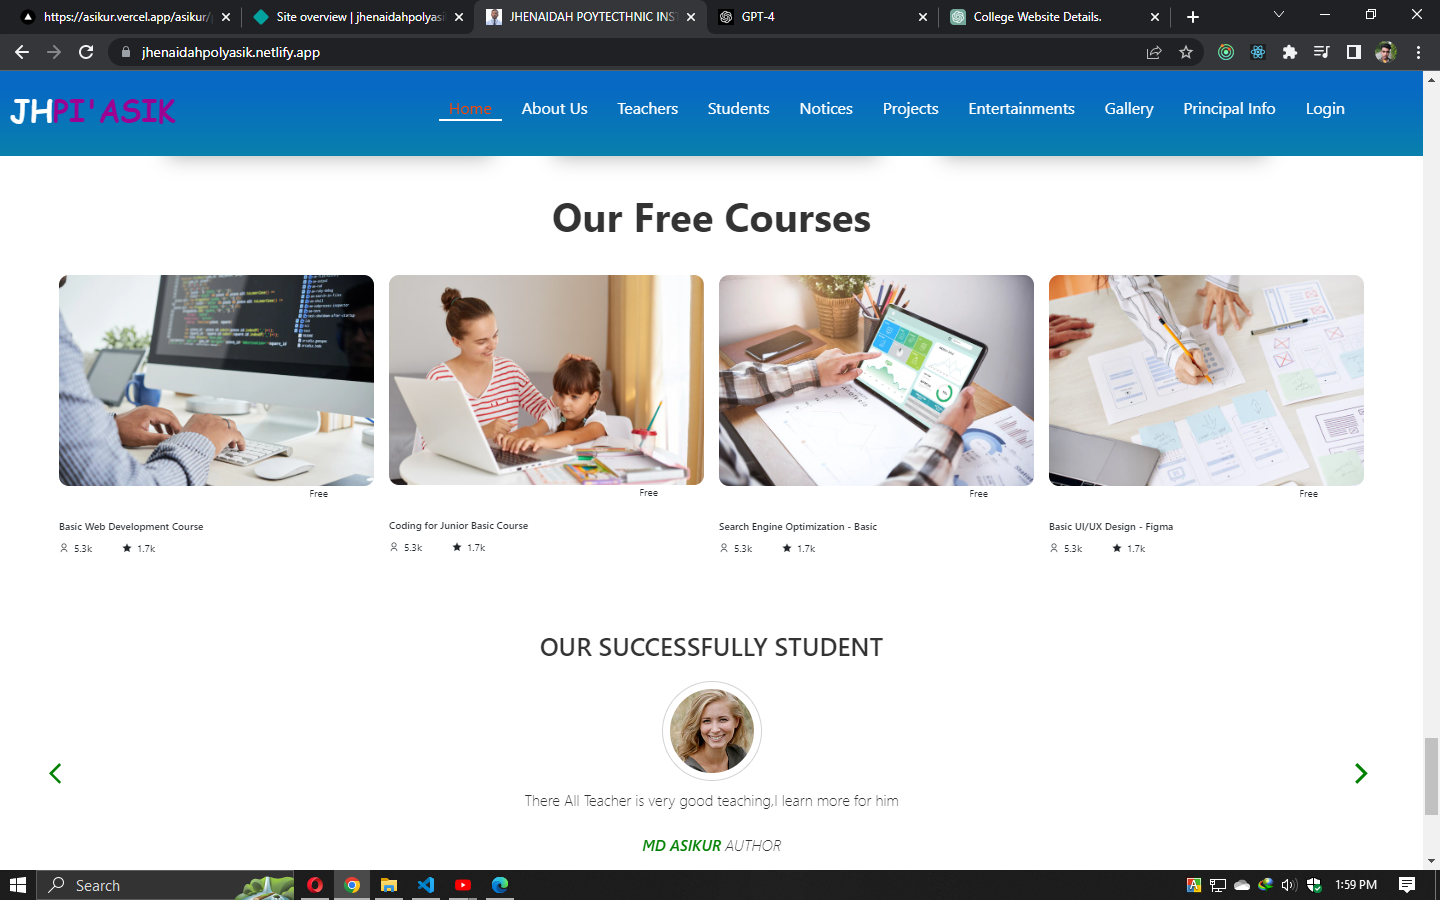 https://asikur.vercel.app/asikur/
Site overview | jhenaidahpolyasi
JHENAIDAH POYTECTHNIC INST
GPT-4
College Website Details.
jhenaidahpolyasik.netlify.app
JHPI'ASIK
Home
About Us
Teachers
Students
Notices
Projects
Entertainments
Gallery
Principal Info
Login
Our Free Courses
Free
Free
Free
Free
Basic Web Development Course
Coding for Junior Basic Course
Search Engine Optimization - Basic
Basic UI/UX Design - Figma
5.3k 1.7k
5.3k 1.7k
5.3k 1.7k
5.3k 1.7k
OUR SUCCESSFULLY STUDENT
There All Teacher is very good teaching,I learn more for him
MD ASIKUR AUTHOR
Search
1:59 PM